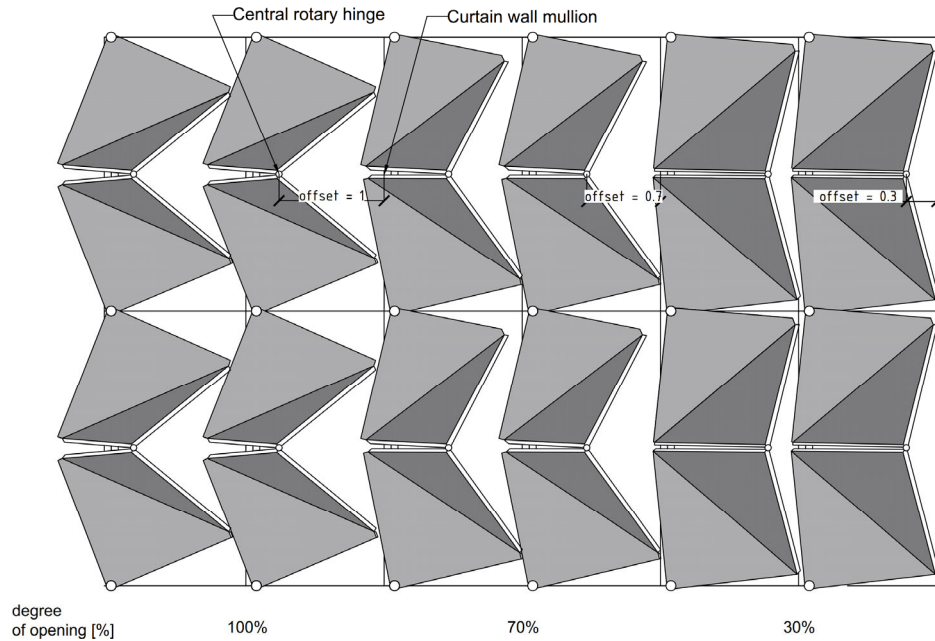 Central rotary hinge
Curtain wall mullion
offset = 1
offset = 0.7
offset = 0.3
degree
of opening [%]
100%
70%
30%